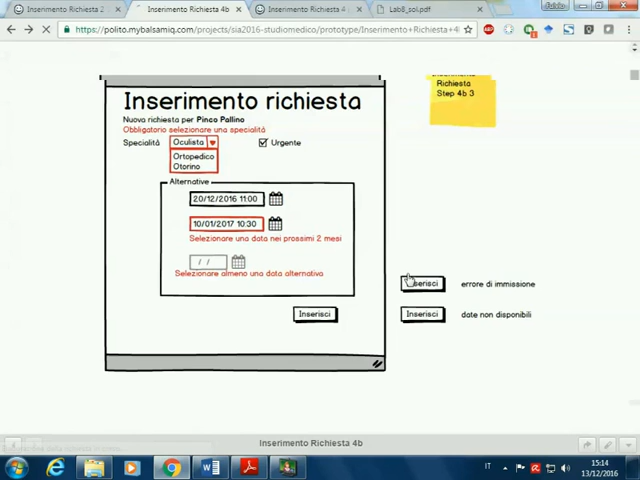 Inserimento Richiesta 2
Inserimento Richiesta 4b
Inserimento Richiesta 4
Lab8_sol.pdf
https://polito.mybalsamiq.com/projects/sia2016-studiomedico/prototype/Inserimento+Richiesta+4
Inserimento richiesta
Nuova richiesta per Pinco Pallino
Obbligatorio selezionare una specialità
Specialità
Oculista
Urgente
Ortopedico
Otorino
Alternative
20/12/2016 11:00
10/01/2017 10:30
Selezionare una data nei prossimi 2 mesi
/ /
Selezionare almeno una data alternativa
Inserisci
Richiesta
Step 4b 3
errore di immissione
Inserisci
date non disponibili
Inserimento Richiesta 4b
IT
15:14
13/12/2016